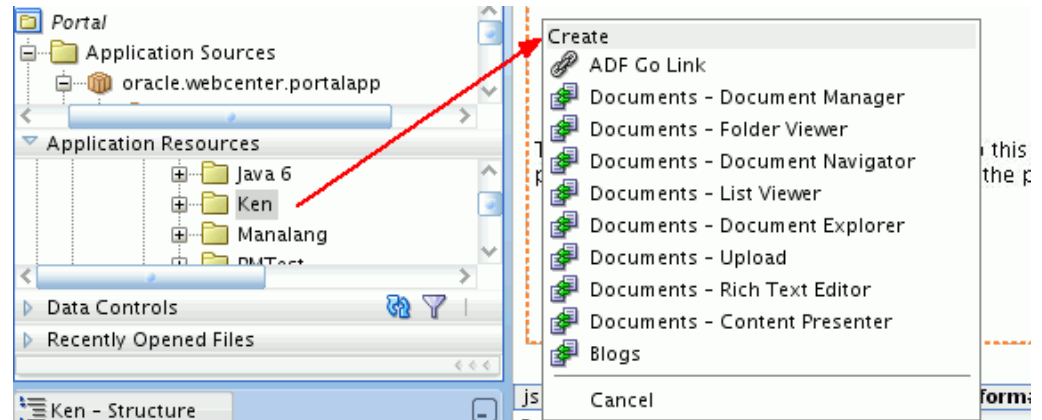 Portal
Application Sources
oracle.webcenter.portalapp
Application Resources
Java 6
Ken
Manalang
PMTest
Data Controls
Recently Opened Files
Ken - Structure
Create
ADF Go Link
Documents - Document Manager
Documents - Folder Viewer
Documents - Document Navigator
Documents - List Viewer
Documents - Document Explorer
Documents - Upload
Documents - Rich Text Editor
Documents - Content Presenter
Blogs
Cancel
this
the p
js
form